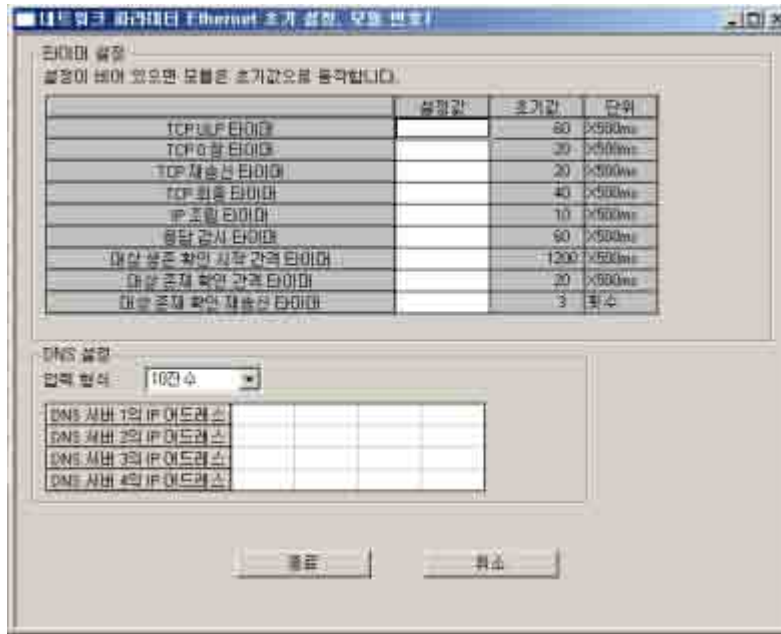 네트워크 파라미터 Ethernet 초기 설정. 모듈 번호1
타이머 설정
설정이 비어 있으면 모듈은 초기값으로 동작합니다.
설정값 초기값 단위
TCP ULP 타이머 60 X500ms
TCP 0 창 타이머 20 X500ms
TCP 재송신 타이머 20 X500ms
TCP 최종 타이머 40 X500ms
IP 조립 타이머 10 X500ms
응답 감시 타이머 60 X500ms
대상 생존 확인 시작 간격 타이머 1200 X500ms
대상 존재 확인 간격 타이머 20 X500ms
대상 존재 확인 재송신 타이머 3 횟수
DNS 설정
입력 형식 10진수
DNS 서버 1의 IP 어드레스
DNS 서버 2의 IP 어드레스
DNS 서버 3의 IP 어드레스
DNS 서버 4의 IP 어드레스
종료 취소